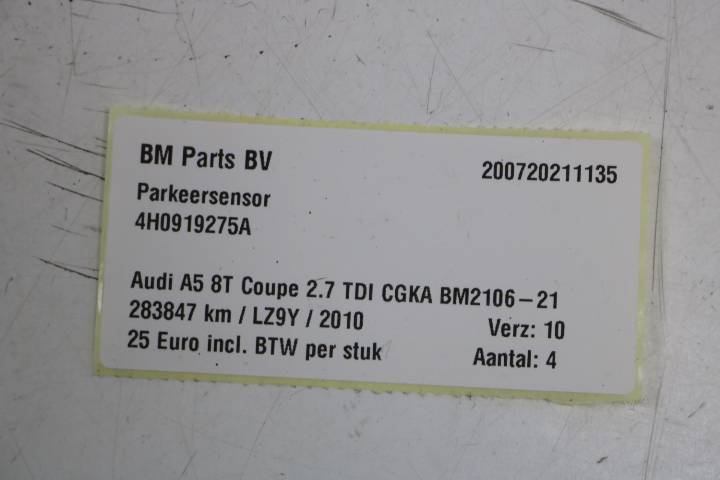 BM Parts BV 200720211135
Parkeersensor
4H0919275A
Audi A5 8T Coupe 2.7 TDI CGKA BM2106-21
283847 km / LZ9Y / 2010 Verz: 10
25 Euro incl. BTW per stuk Aantal: 4